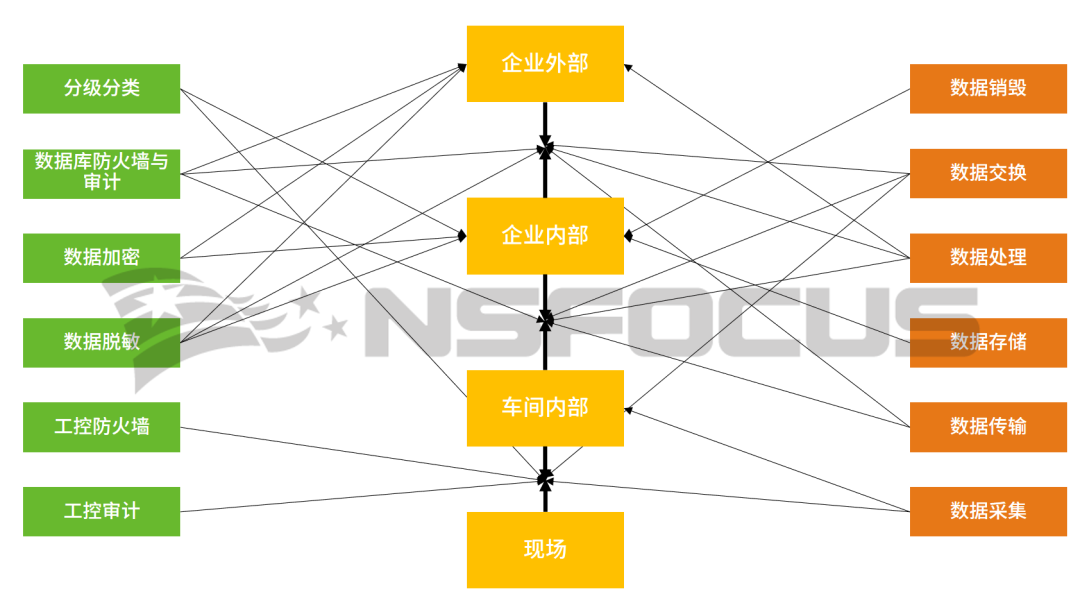 企业外部
分级分类
数据销毁
数据库防火墙与
审计
数据交换
企业内部
数据加密
数据处理
NSFOCUS
数据脱敏
数据存储
车间内部
工控防火墙
数据传输
工控审计
数据采集
现场